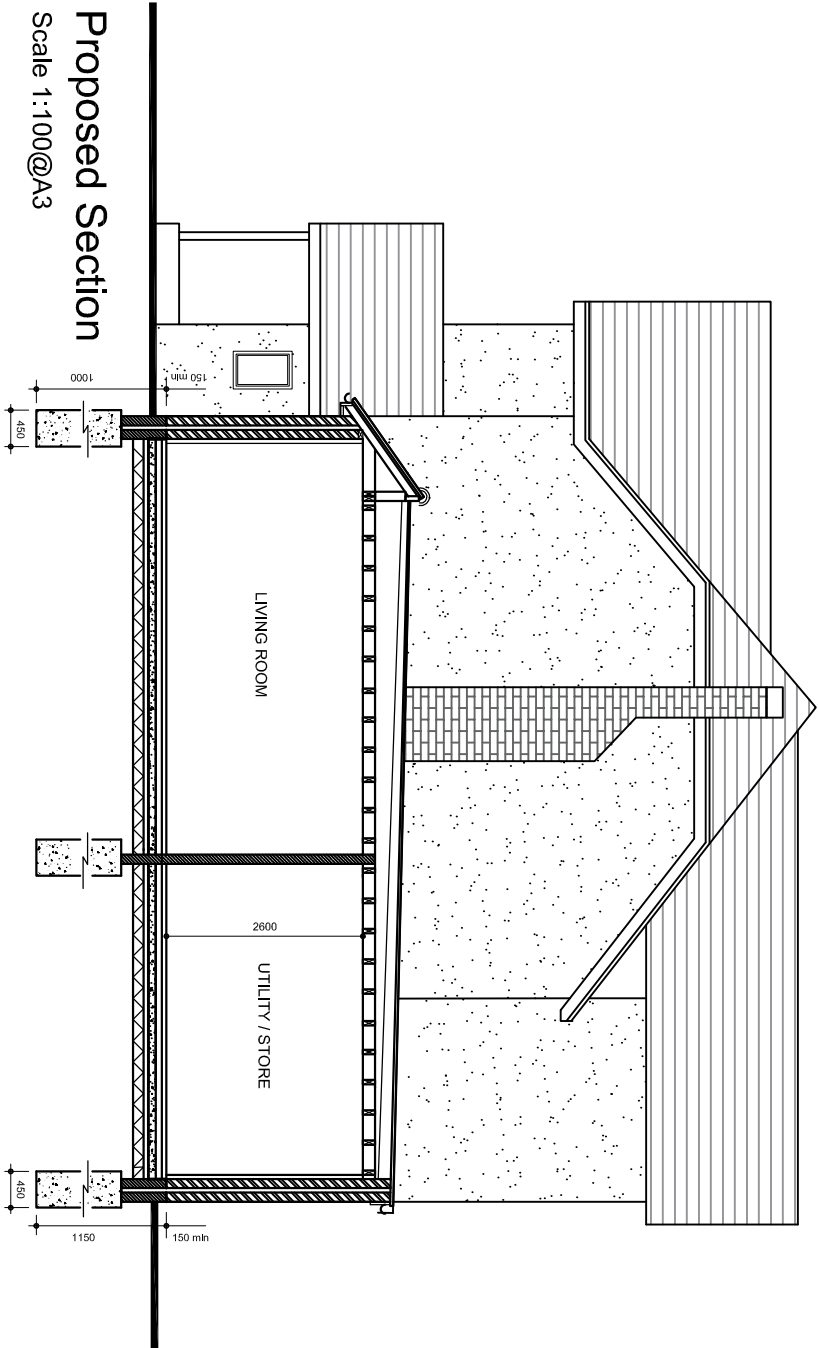 Proposed Section
Scale 1:100@A3
LIVING ROOM
UTILITY / STORE
2600
1000
150 min
450
450
1150
150 min